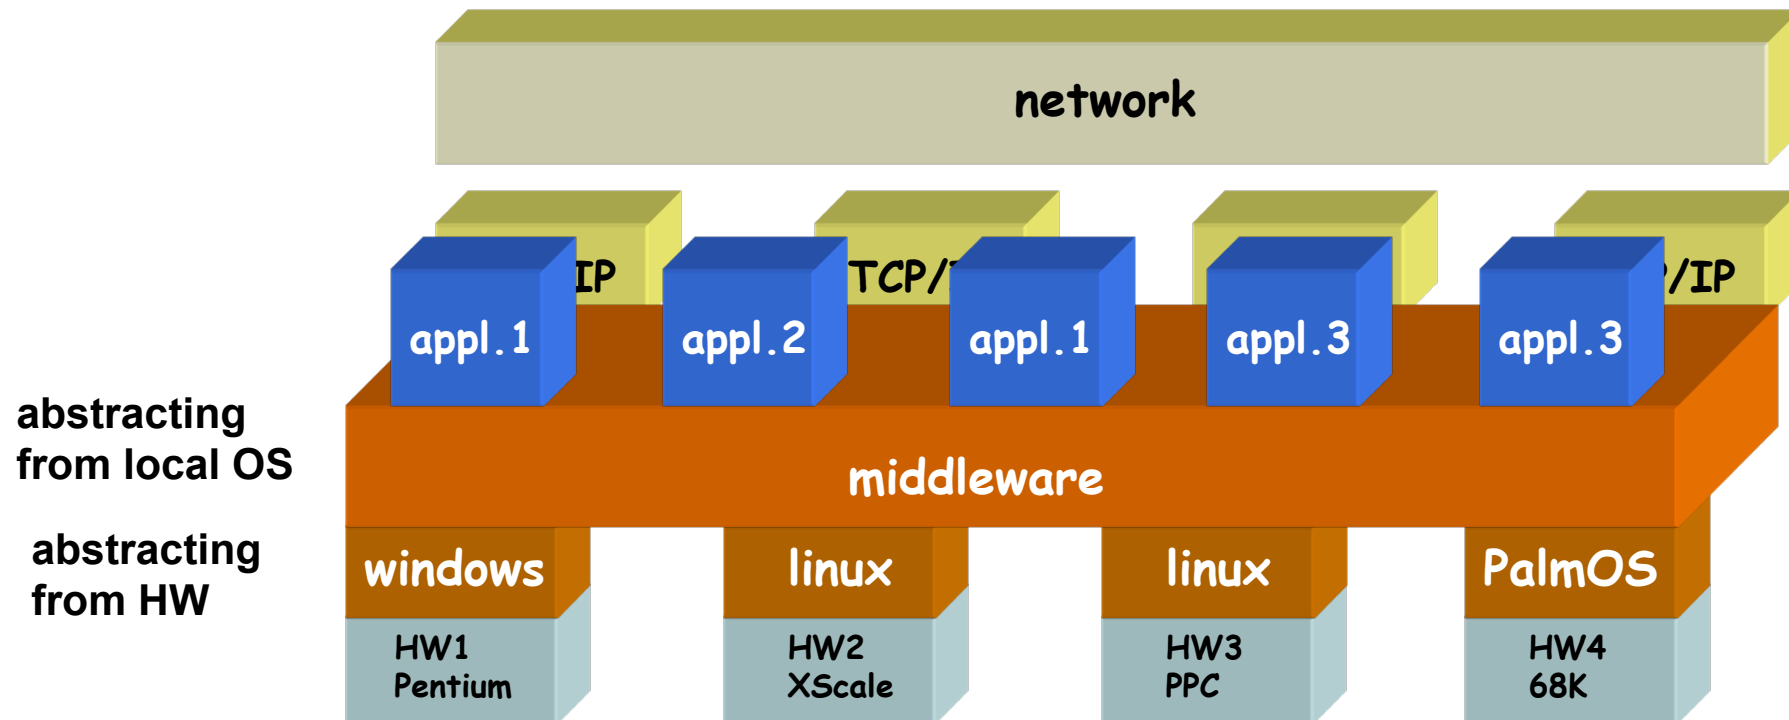 network
IP
TCP/
/IP
appl.1
appl.2
appl.1
appl.3
appl.3
abstracting
from local OS
middleware
abstracting
from HW
windows
linux
linux
PalmOS
HW1
Pentium
HW2
XScale
HW3
PPC
HW4
68K